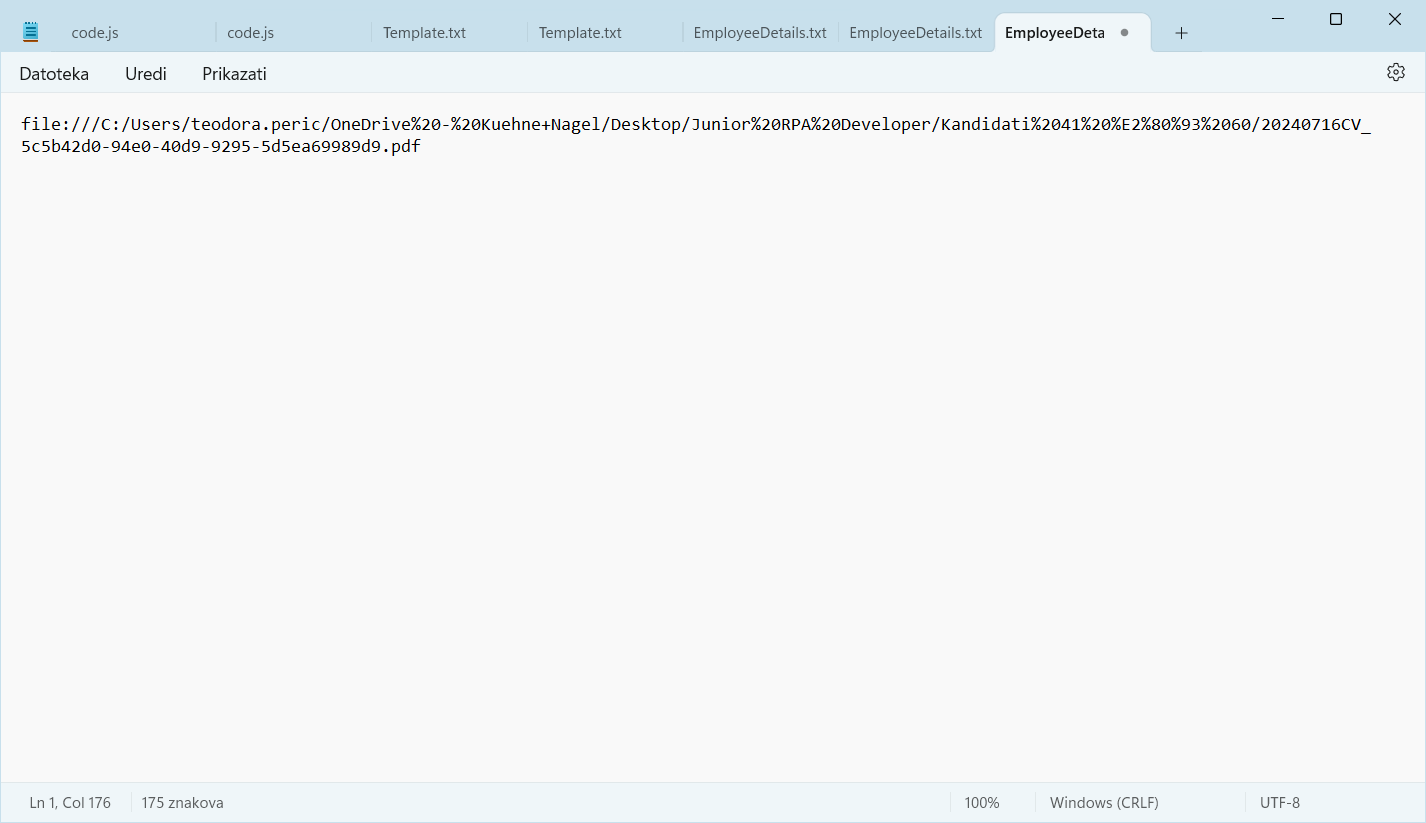 code.js
code.js
Template.txt
Template.txt
EmployeeDetails.txt
EmployeeDetails.txt
EmployeeDeta
Datoteka
Uredi
Prikazati
file:///C:/Users/teodora.peric/OneDrive%20-%20Kuehne+Nagel/Desktop/Junior%20RPA%20Developer/Kandidati%2041%20%E2%80%93%2060/20240716CV_
5c5b42d0-94e0-40d9-9295-5d5ea69989d9.pdf
Ln 1, Col 176
175 znakova
100%
Windows (CRLF)
UTF-8